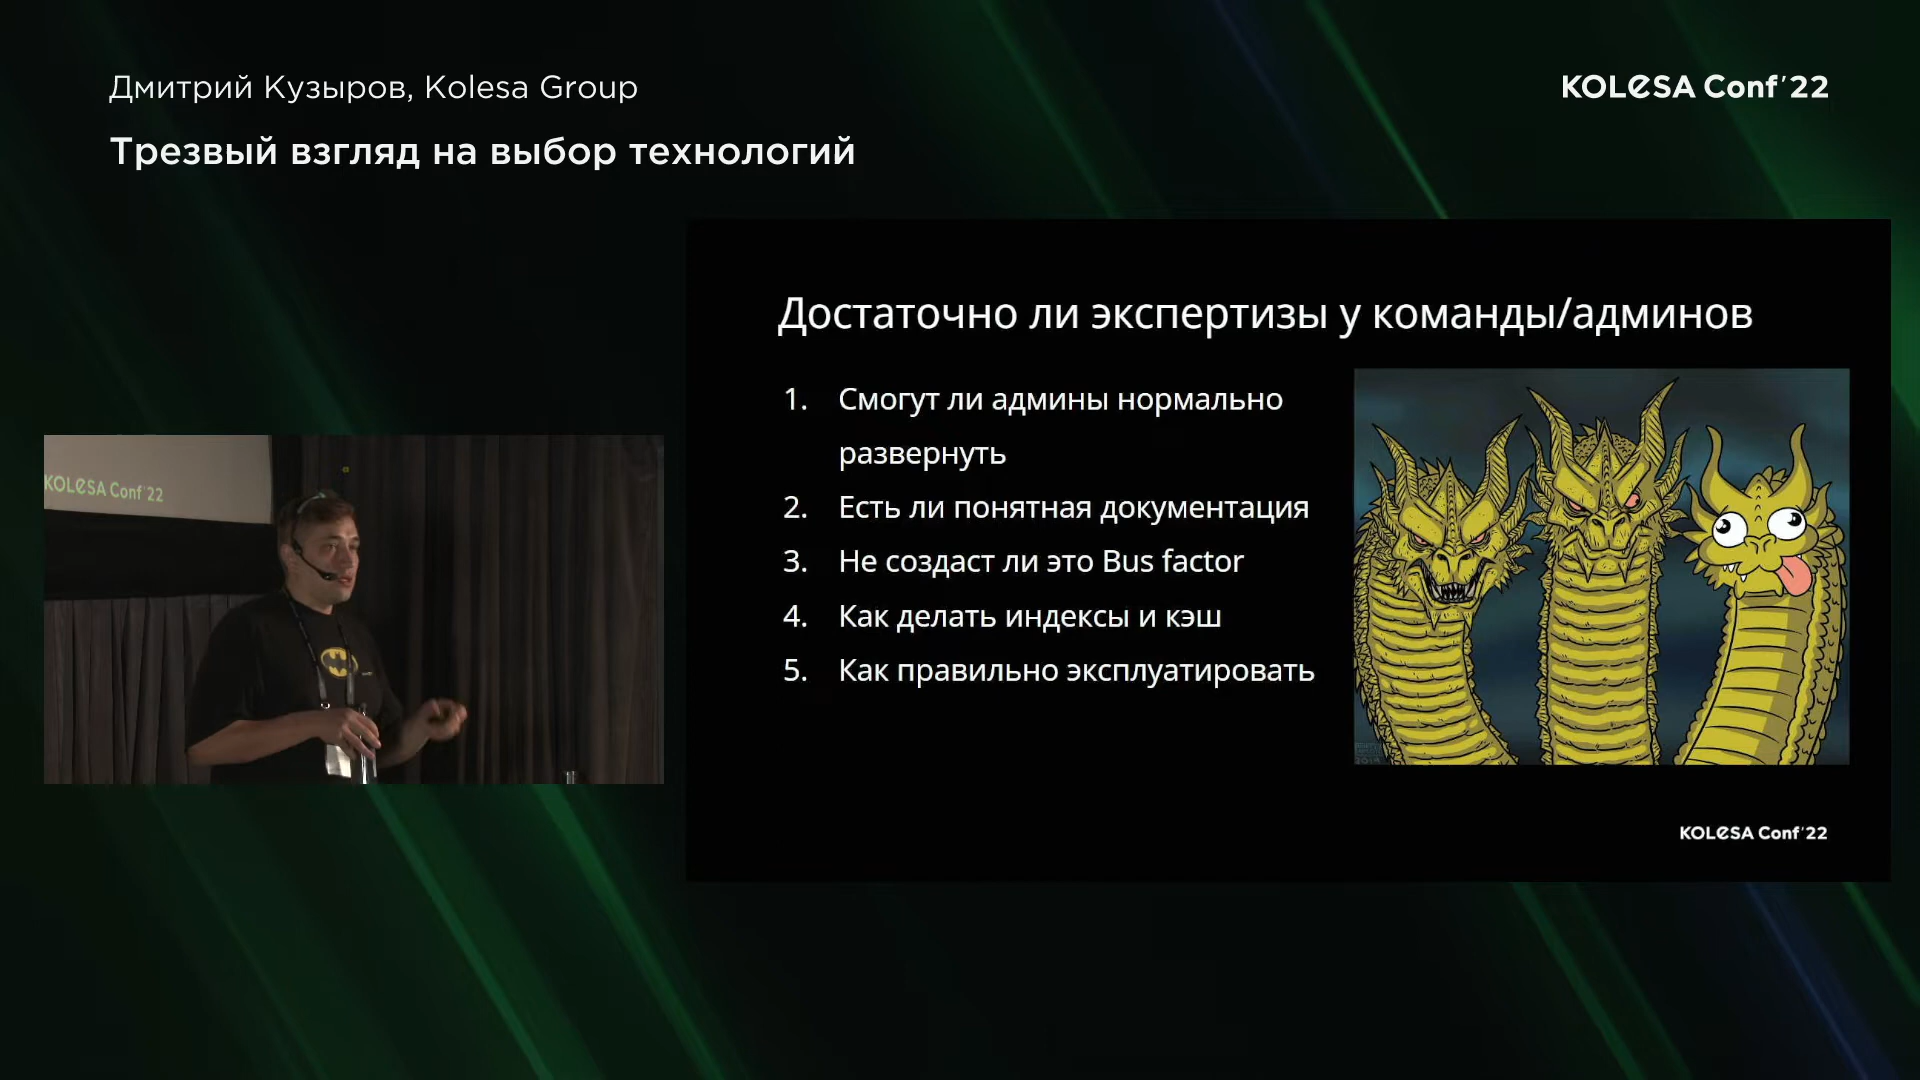 Дмитрий Кузыров, Kolesa Group
KOLESA Conf'22
Трезвый взгляд на выбор технологий
Достаточно ли экспертизы у команды/админов
1. Смогут ли админы нормально
развернуть
2. Есть ли понятная документация
3. Не создаст ли это Bus factor
4. Как делать индексы и кэш
5. Как правильно эксплуатировать
KOLESA Conf'22
KOLESA Conf'22